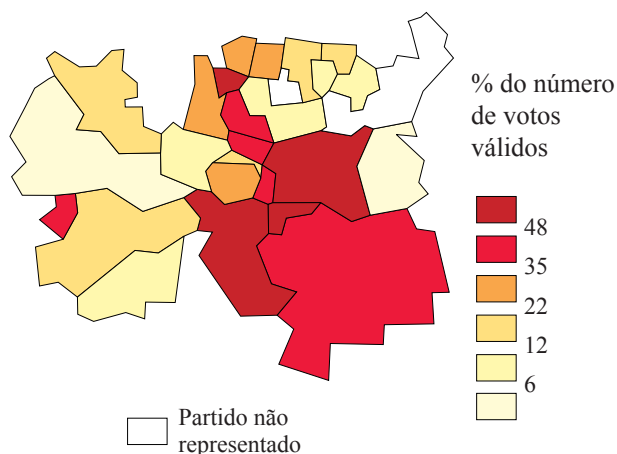 % do número
de votos
válidos
48
35
22
12
6
Partido não
representado